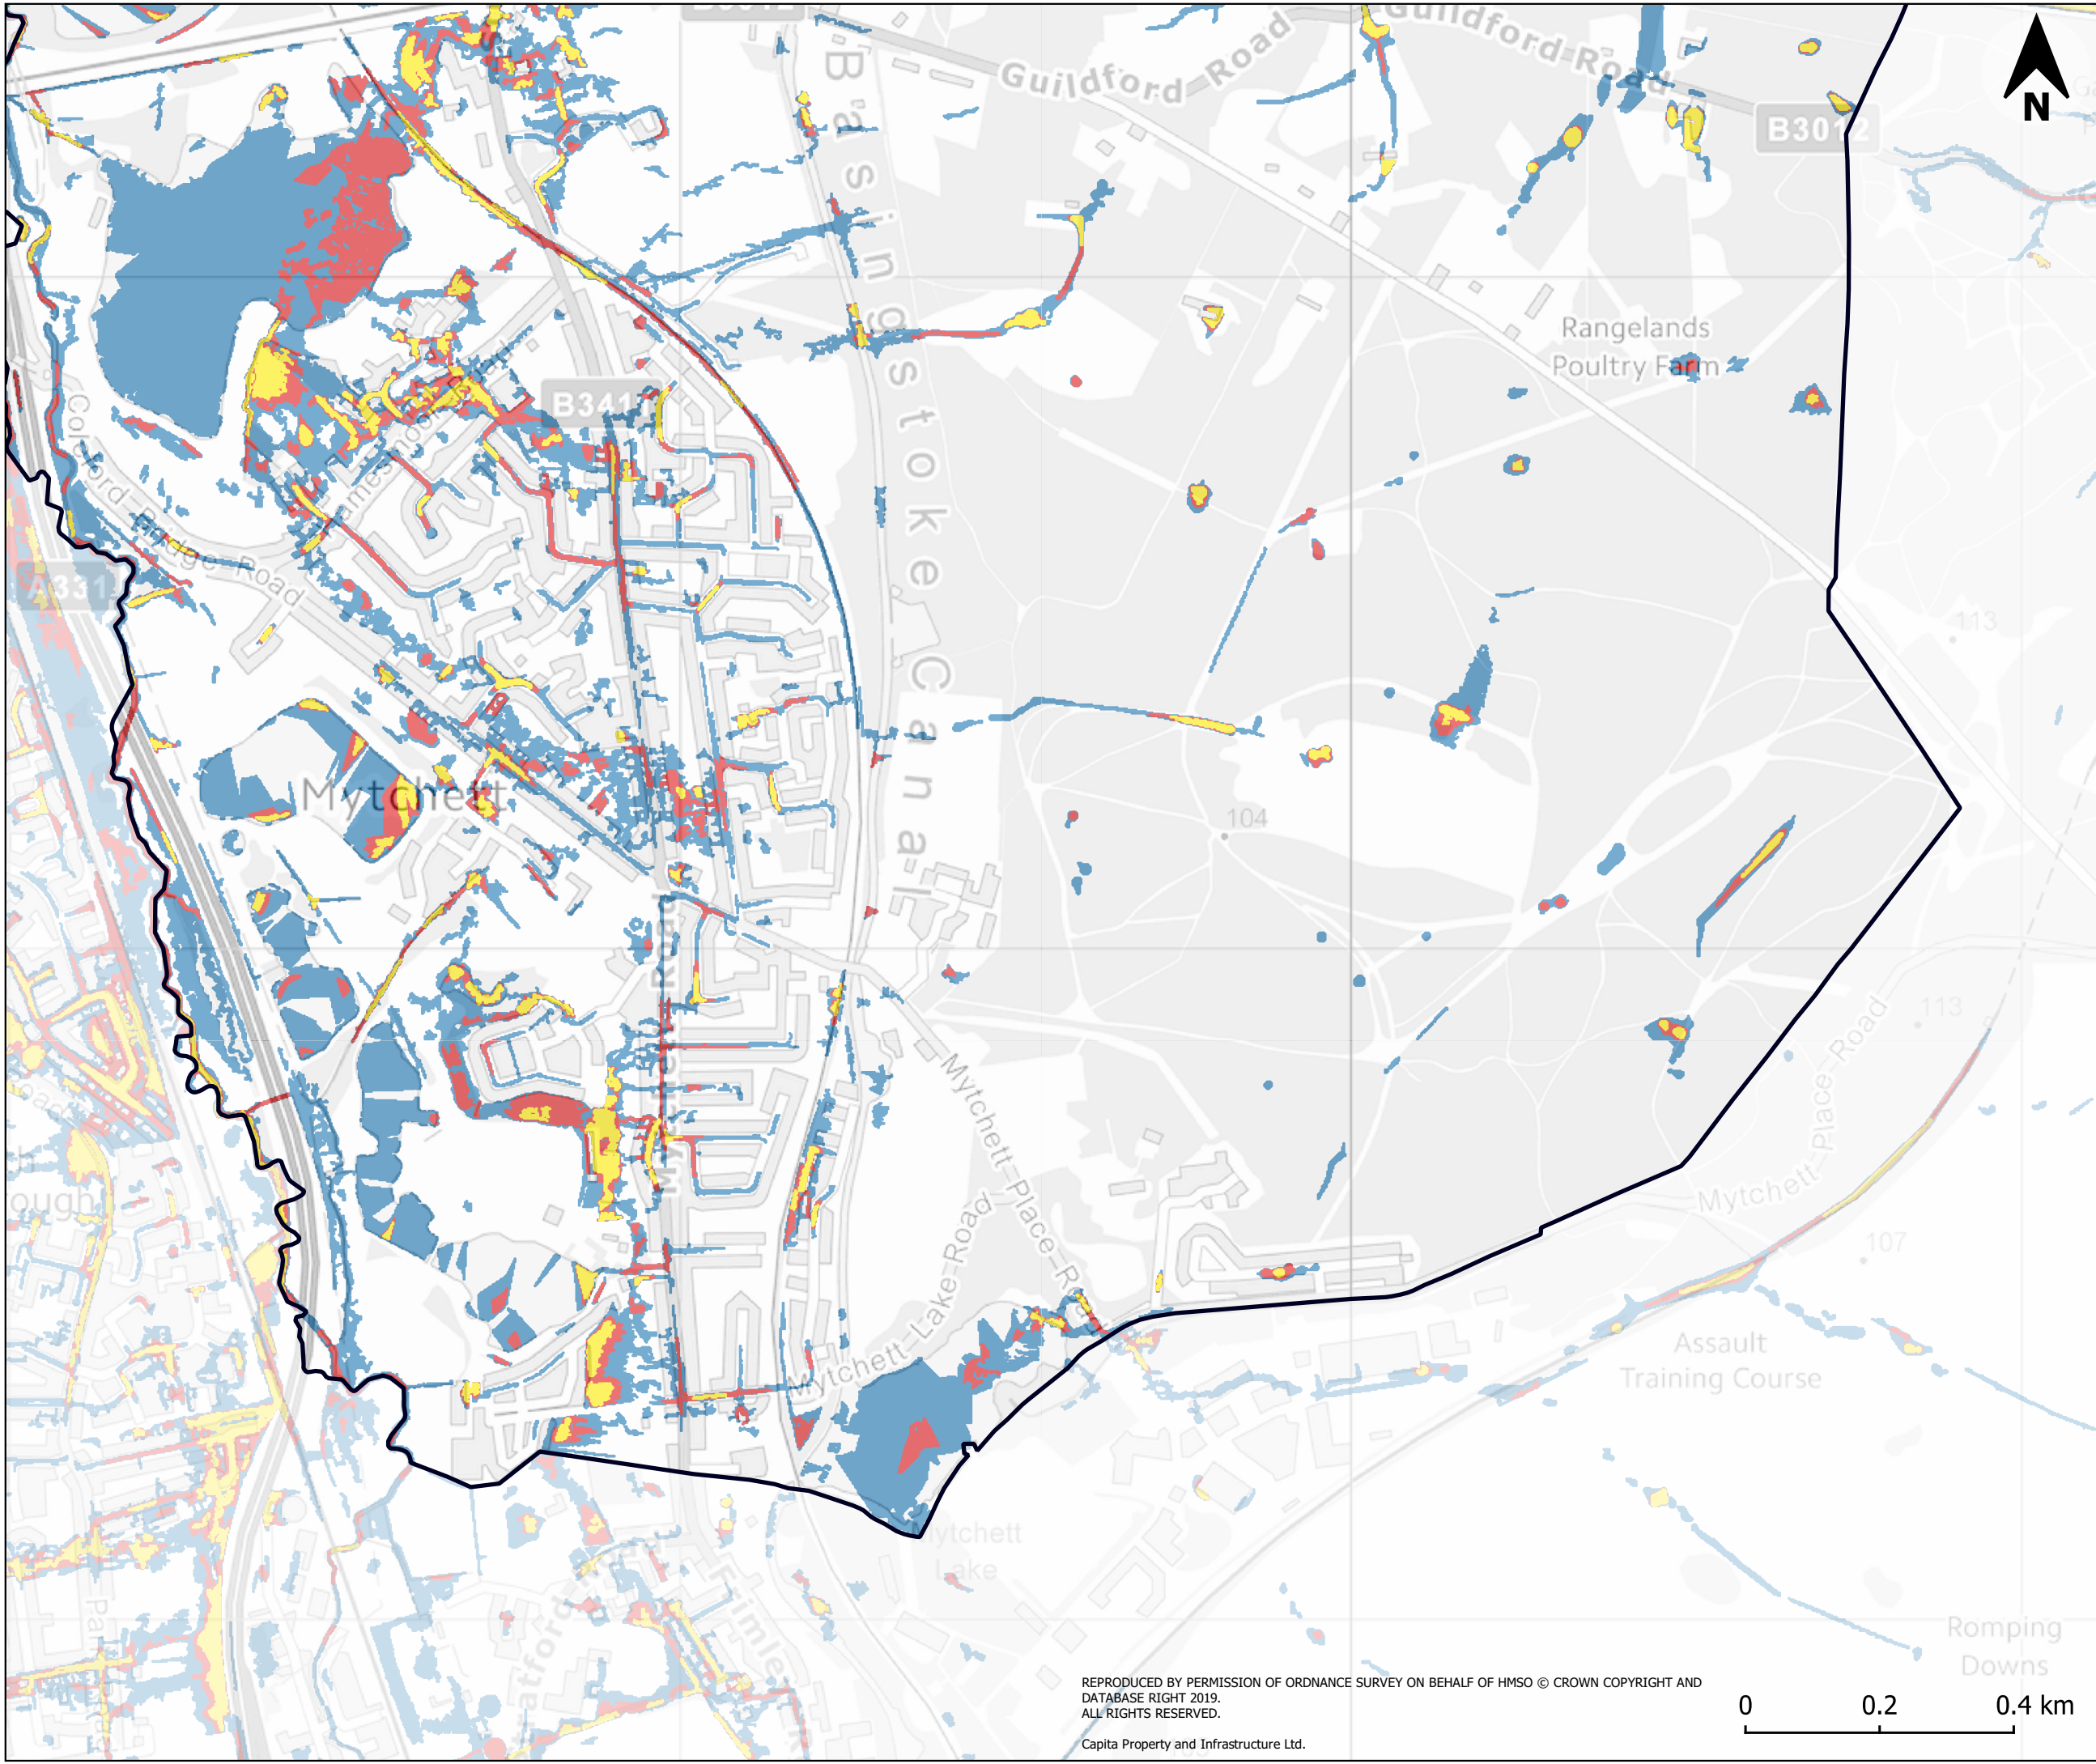 Guildford Road
Guildford Road
B3012
N
Basingstoke Canal
Rangelands
Poultry Farm
B3411
Coleford Bridge Road
A331
113
Mytchett
104
Mytchett Road
Mytchett Place Road
113
Mytchett Place Road
Mytchett Lake Road
107
Assault
Training Course
Mytchett
Lake
Romping
Downs
REPRODUCED BY PERMISSION OF ORDNANCE SURVEY ON BEHALF OF HMSO © CROWN COPYRIGHT AND
DATABASE RIGHT 2019.
ALL RIGHTS RESERVED.
Capita Property and Infrastructure Ltd.
0 0.2 0.4 km